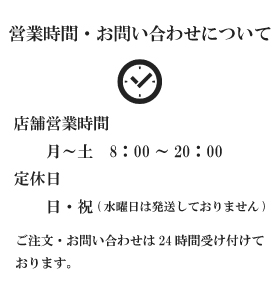 営業時間・お問い合わせについて
店舗営業時間
月〜土　8：00 〜 20：00
定休日
日・祝 ( 水曜日は発送しておりません )
ご注文・お問い合わせは 24 時間受け付けて
おります。